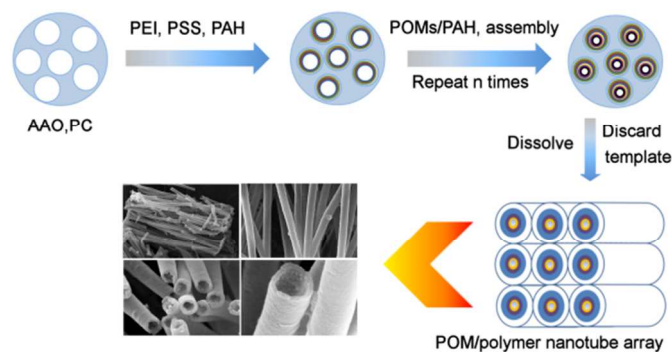 PEI, PSS, PAH
POMs/PAH, assembly
Repeat n times
AAO,PC
Dissolve
Discard
template
POM/polymer nanotube array